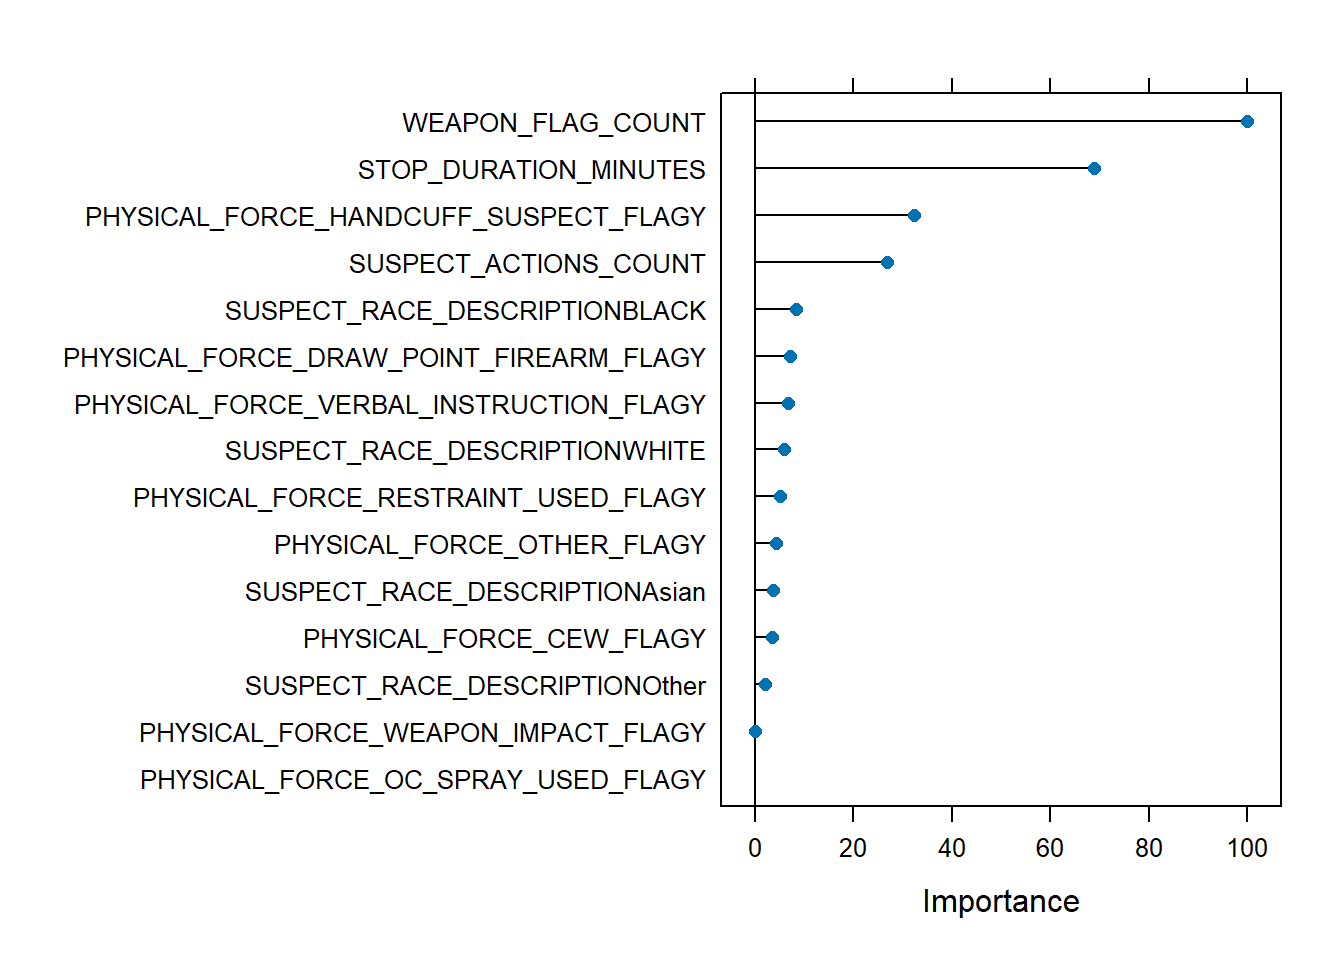 WEAPON_FLAG_COUNT
STOP_DURATION_MINUTES
PHYSICAL_FORCE_HANDCUFF_SUSPECT_FLAGY
SUSPECT_ACTIONS_COUNT
SUSPECT_RACE_DESCRIPTIONBLACK
PHYSICAL_FORCE_DRAW_POINT_FIREARM_FLAGY
PHYSICAL_FORCE_VERBAL_INSTRUCTION_FLAGY
SUSPECT_RACE_DESCRIPTIONWHITE
PHYSICAL_FORCE_RESTRAINT_USED_FLAGY
PHYSICAL_FORCE_OTHER_FLAGY
SUSPECT_RACE_DESCRIPTIONAsian
PHYSICAL_FORCE_CEW_FLAGY
SUSPECT_RACE_DESCRIPTIONOther
PHYSICAL_FORCE_WEAPON_IMPACT_FLAGY
PHYSICAL_FORCE_OC_SPRAY_USED_FLAGY
0 20 40 60 80 100
Importance